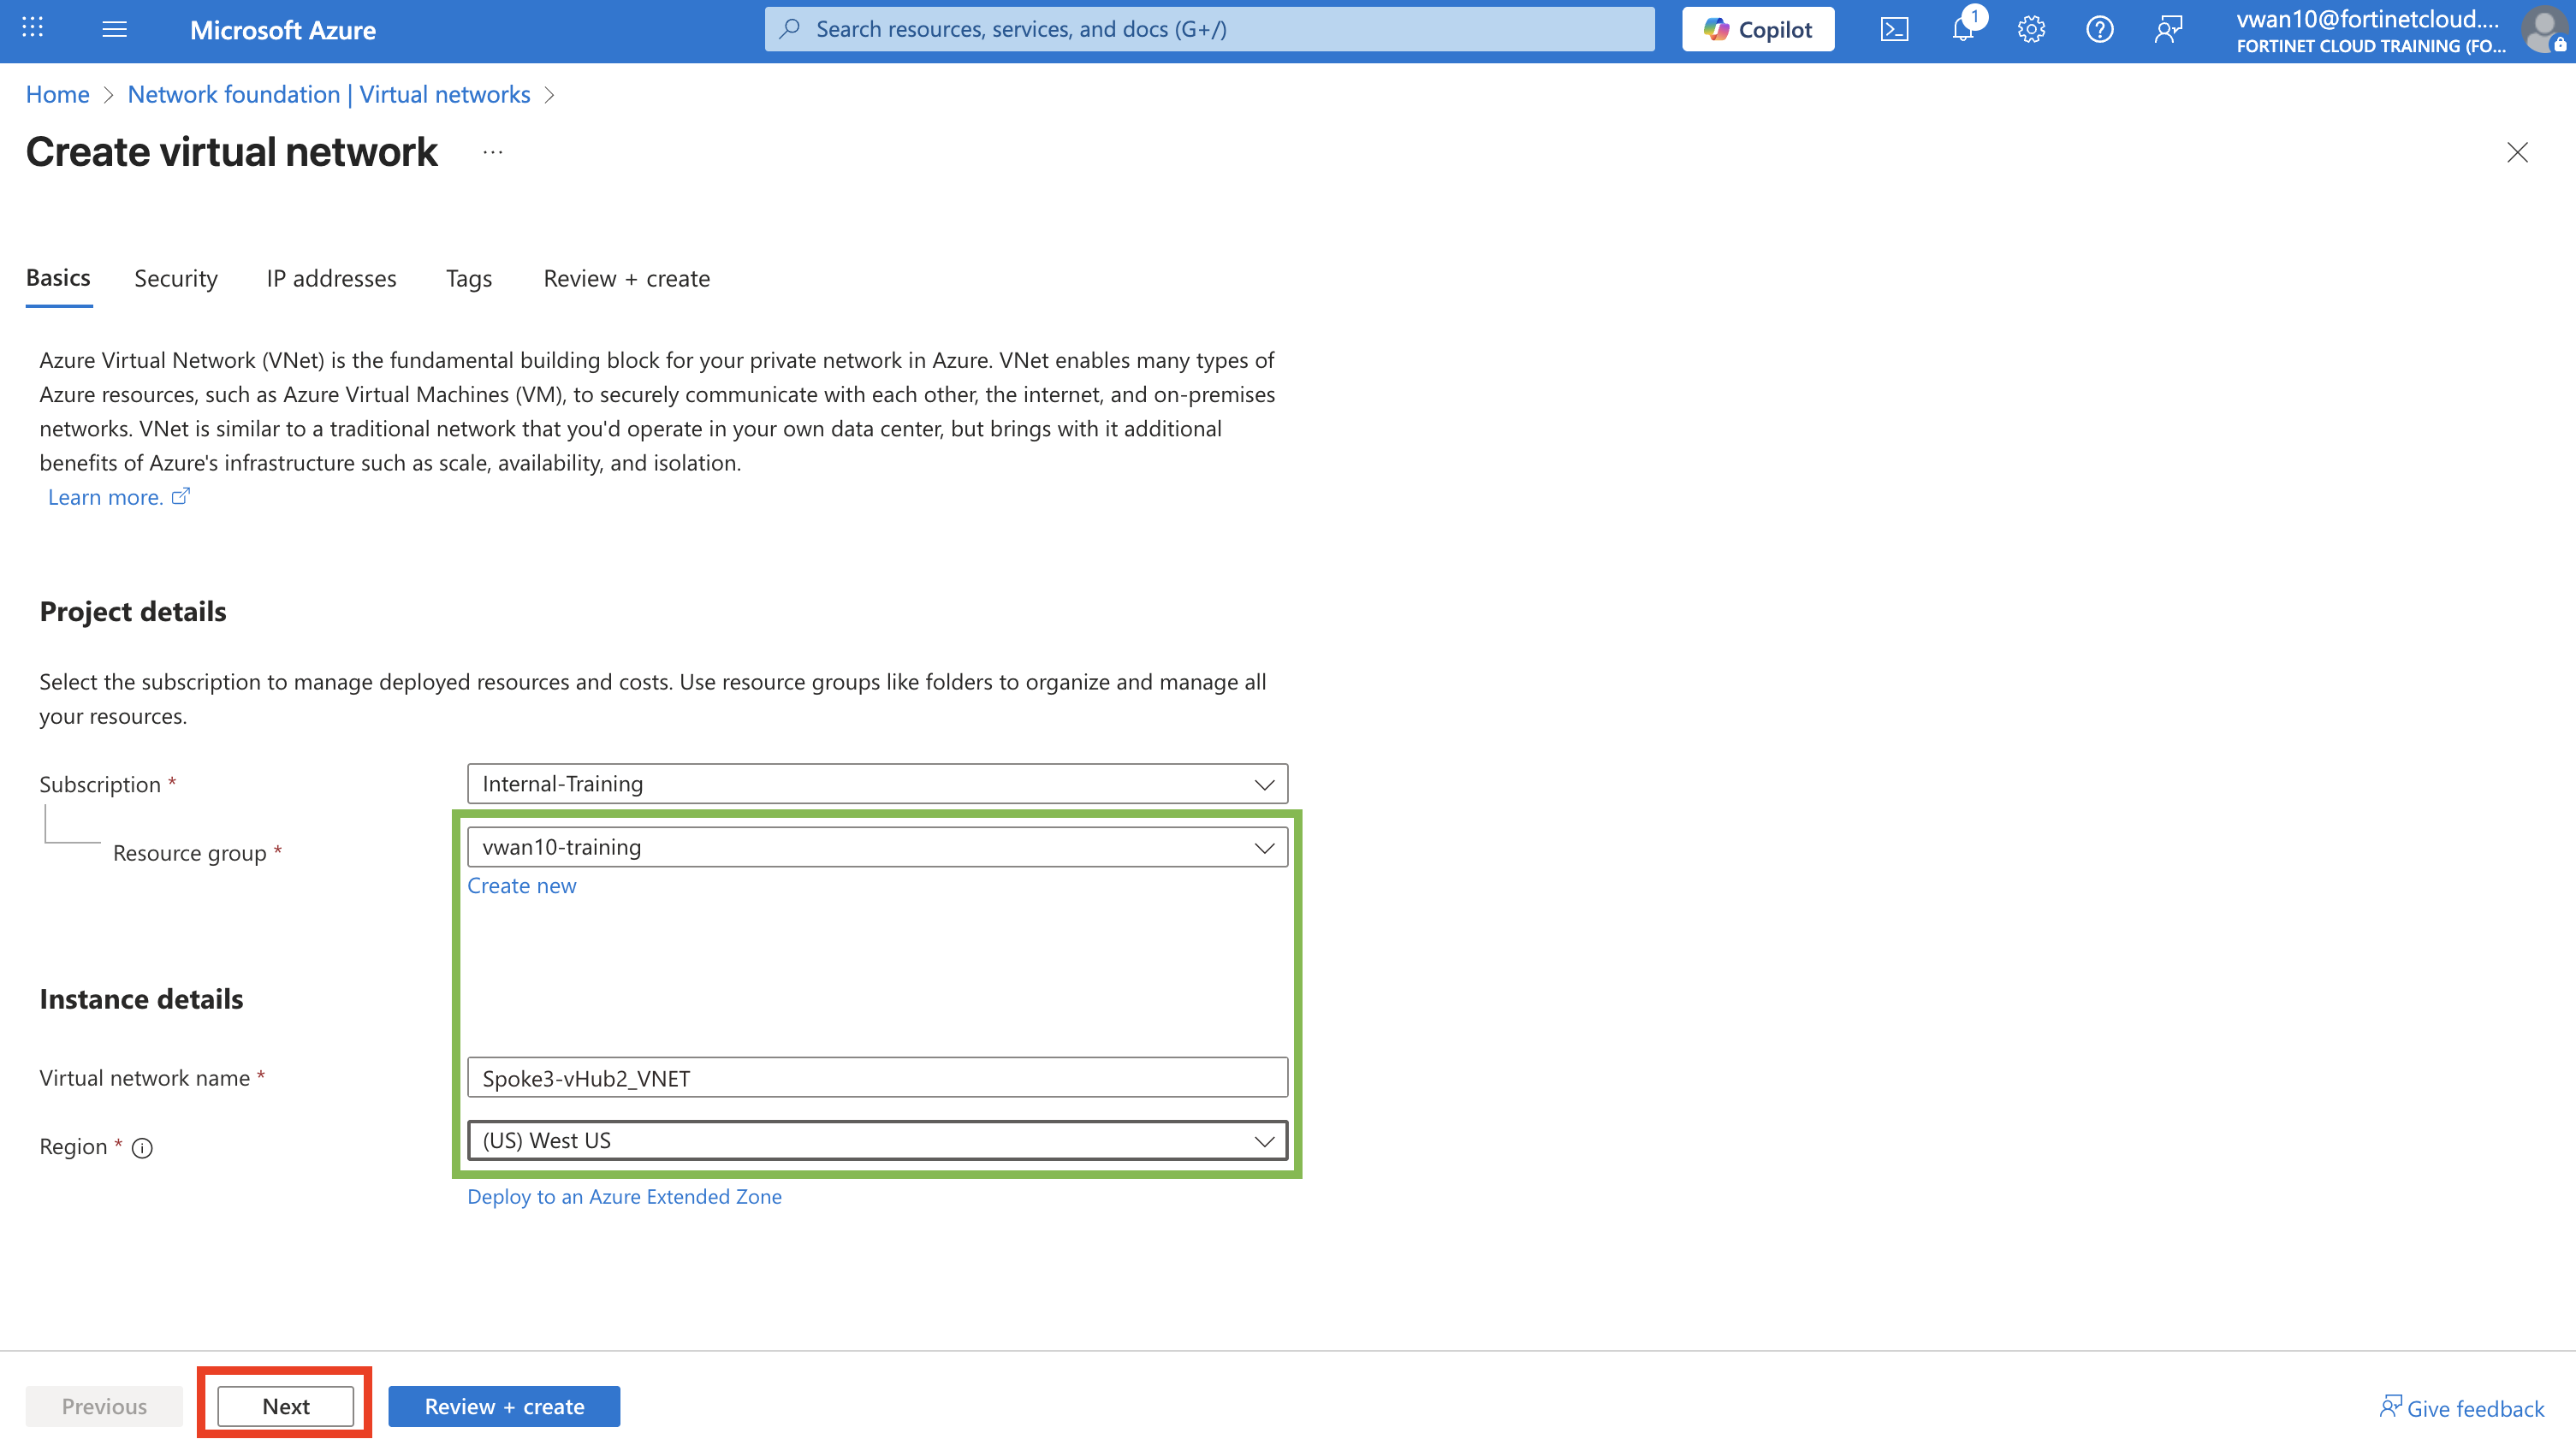 Microsoft Azure
Search resources, services, and docs (G+/)
Copilot
1
vwan10@fortinetcloud....
FORTINET CLOUD TRAINING (FO...
Home > Network foundation | Virtual networks >
Create virtual network ...
Basics Security IP addresses Tags Review + create
Azure Virtual Network (VNet) is the fundamental building block for your private network in Azure. VNet enables many types of
Azure resources, such as Azure Virtual Machines (VM), to securely communicate with each other, the internet, and on-premises
networks. VNet is similar to a traditional network that you'd operate in your own data center, but brings with it additional
benefits of Azure's infrastructure such as scale, availability, and isolation.
Learn more.
Project details
Select the subscription to manage deployed resources and costs. Use resource groups like folders to organize and manage all
your resources.
Subscription * Internal-Training
Resource group * vwan10-training
Create new
Instance details
Virtual network name * Spoke3-vHub2_VNET
Region * (US) West US
Deploy to an Azure Extended Zone
Previous Next Review + create Give feedback